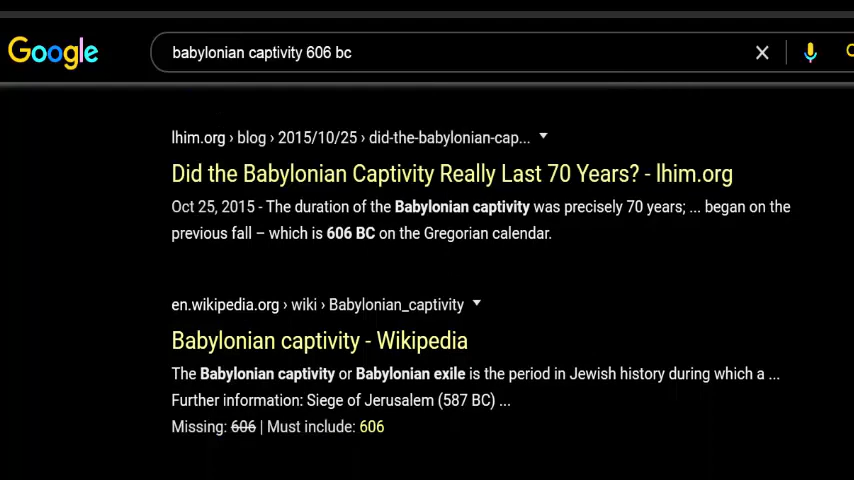 Google babylonian captivity 606 bc
lhim.org › blog › 2015/10/25 › did-the-babylonian-cap...
Did the Babylonian Captivity Really Last 70 Years? - lhim.org
Oct 25, 2015 - The duration of the Babylonian captivity was precisely 70 years; ... began on the
previous fall – which is 606 BC on the Gregorian calendar.
en.wikipedia.org › wiki › Babylonian_captivity
Babylonian captivity - Wikipedia
The Babylonian captivity or Babylonian exile is the period in Jewish history during which a ...
Further information: Siege of Jerusalem (587 BC) ...
Missing: 606 | Must include: 606